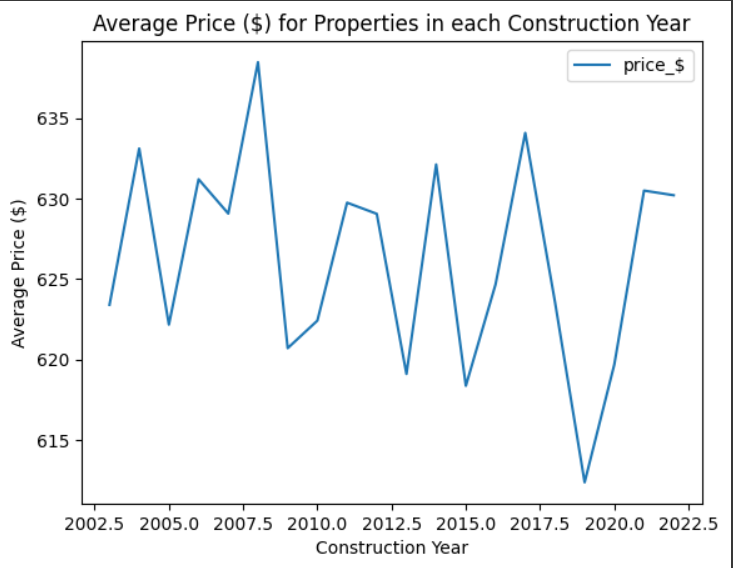 Average Price ($) for Properties in each Construction Year
price_$
635
630
625
620
615
Average Price ($)
2002.5 2005.0 2007.5 2010.0 2012.5 2015.0 2017.5 2020.0 2022.5
Construction Year